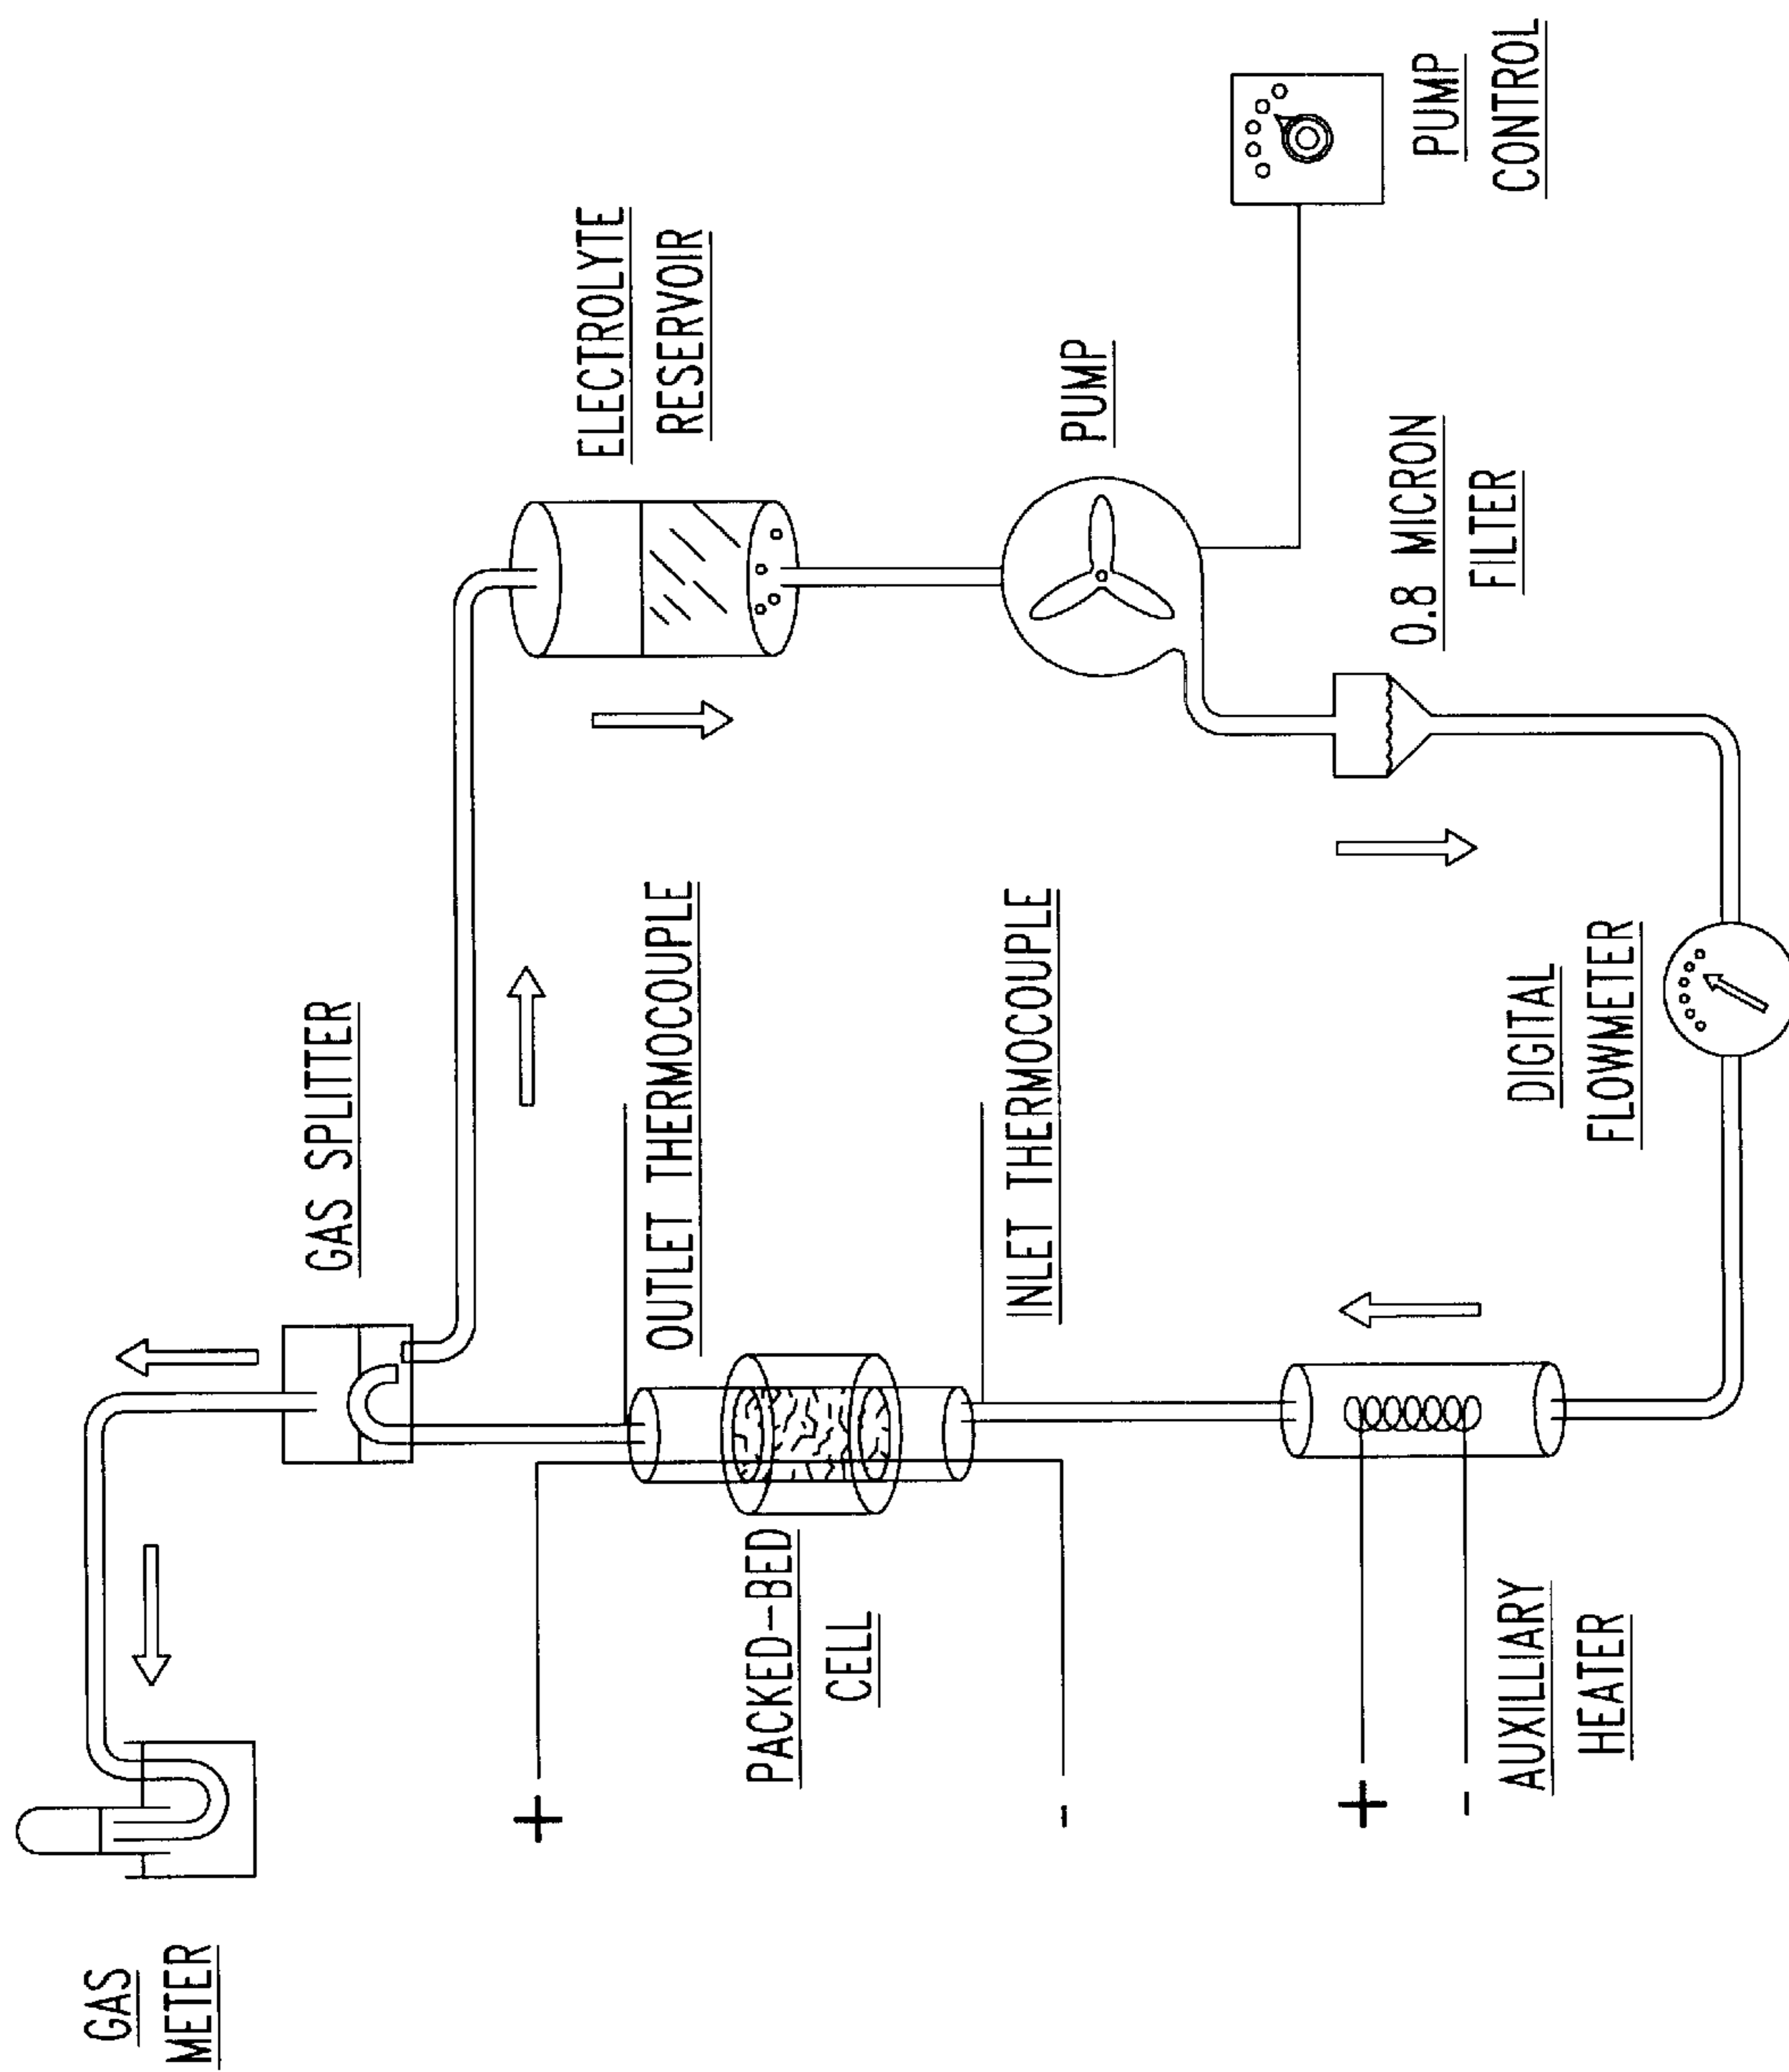 GAS
METER
GAS SPLITTER
ELECTROLYTE
RESERVOIR
OUTLET THERMOCOUPLE
+
PACKED-BED
CELL
INLET THERMOCOUPLE
-
PUMP
PUMP
CONTROL
0.8 MICRON
FILTER
+
-
AUXILLIARY
HEATER
DIGITAL
FLOWMETER